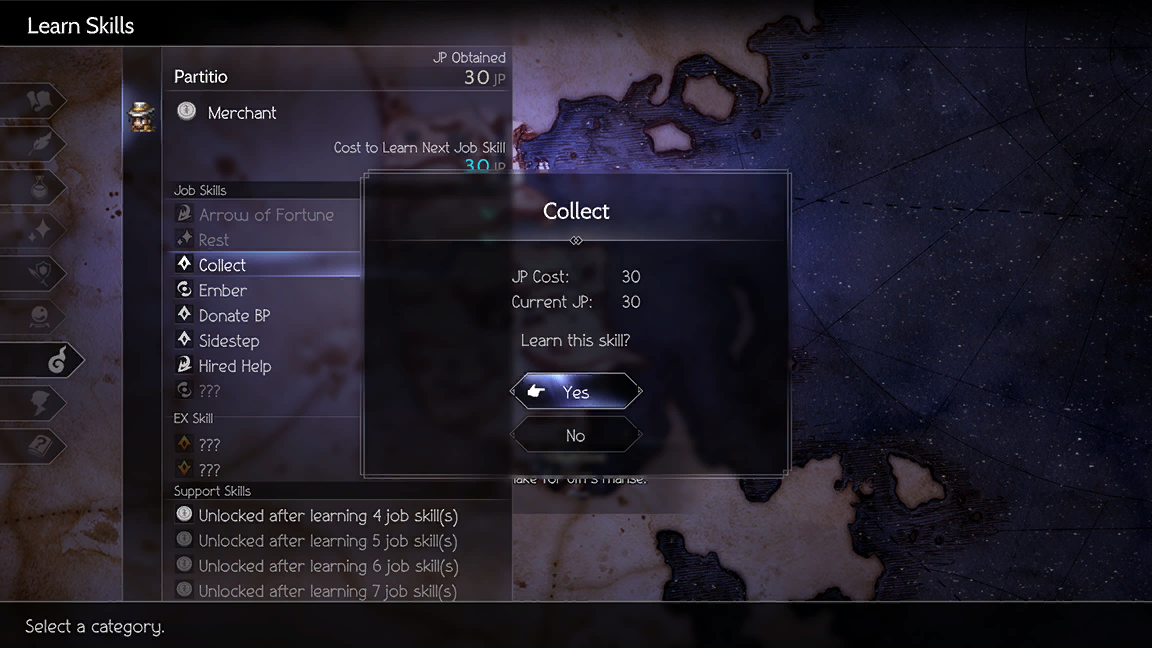 Learn Skills
JP Obtained
Partitio
30 JP
Merchant
Cost to Learn Next Job Skill
30 JP
Job Skills
Arrow of Fortune
Rest
Collect
Ember
Donate BP
Sidestep
Hired Help
???
EX Skill
???
???
Support Skills
Unlocked after learning 4 job skill(s)
Unlocked after learning 5 job skill(s)
Unlocked after learning 6 job skill(s)
Unlocked after learning 7 job skill(s)
Collect
JP Cost: 30
Current JP: 30
Learn this skill?
Yes
No
Select a category.